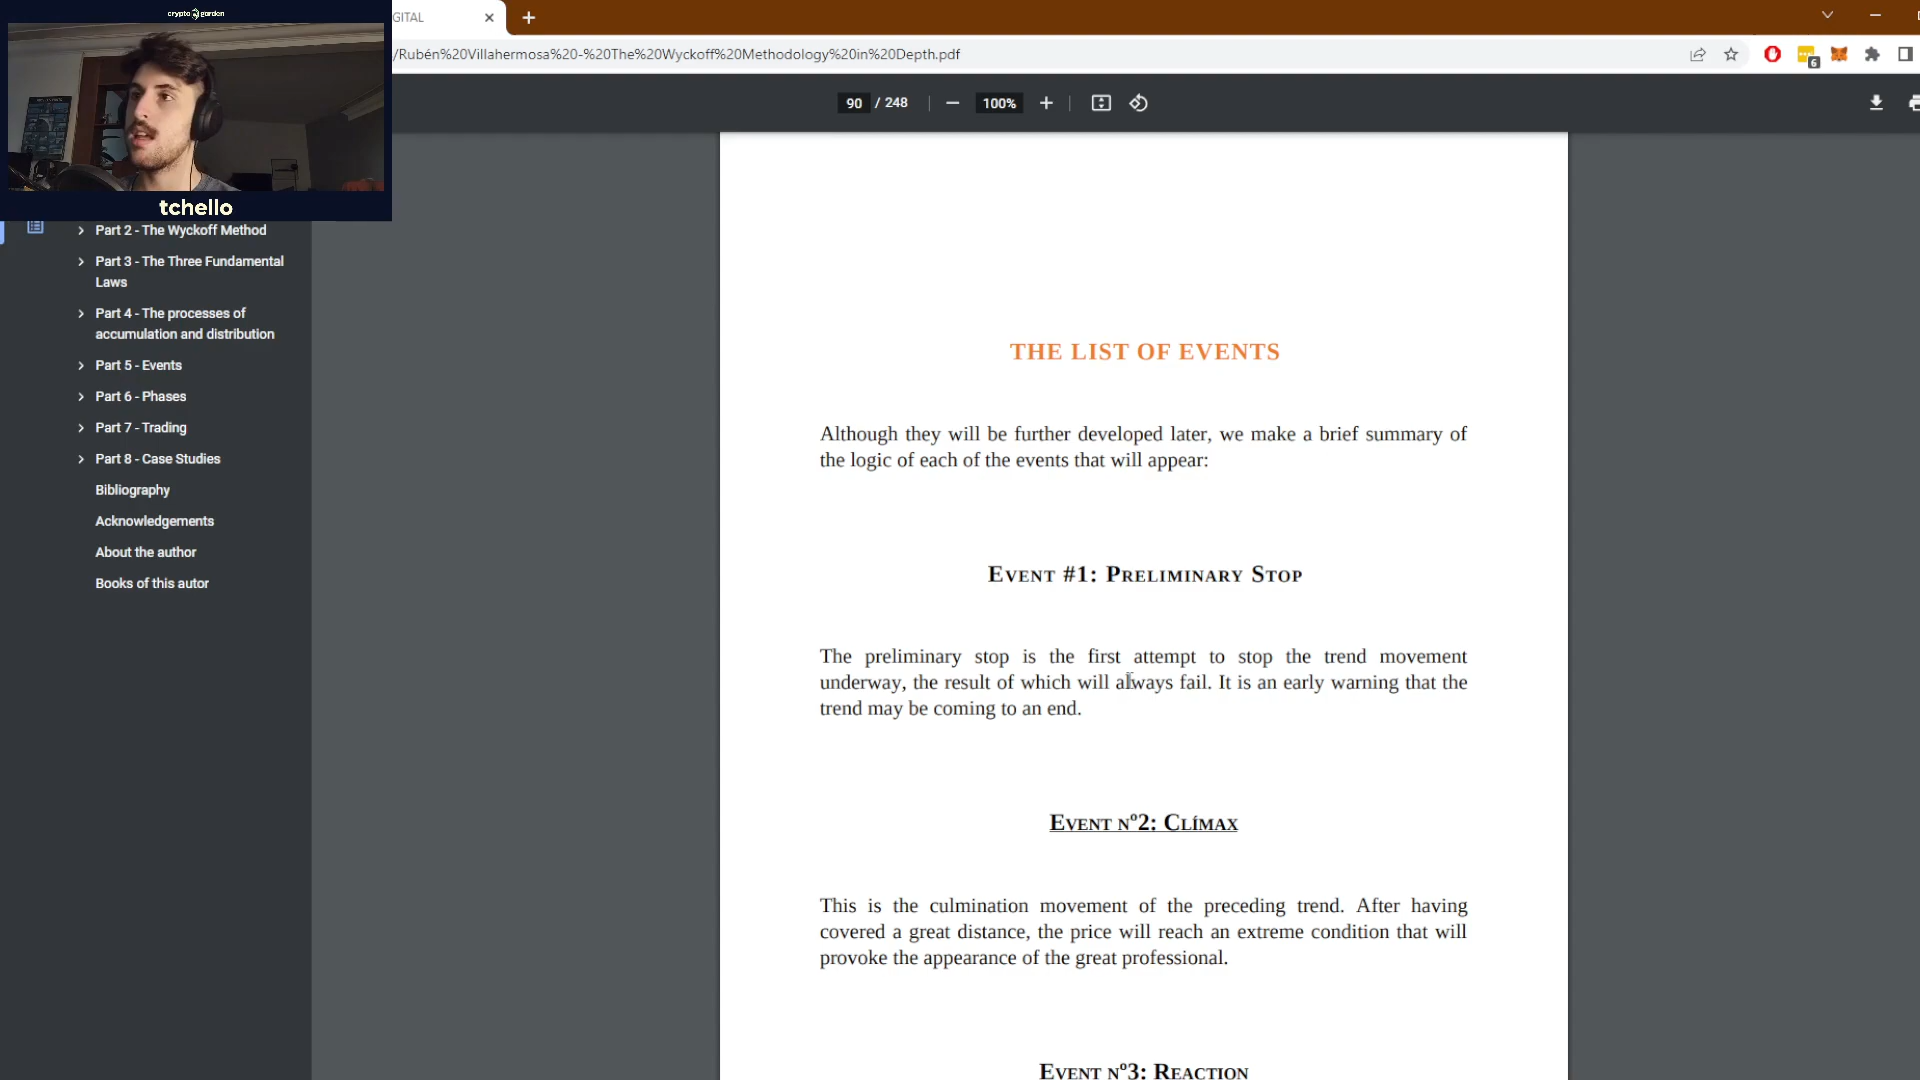 crypto garden
GITAL
/Rubén%20Villahermosa%20-%20The%20Wyckoff%20Methodology%20in%20Depth.pdf
6
90 / 248
100%
tchello
Part 2 - The Wyckoff Method
Part 3 - The Three Fundamental
Laws
Part 4 - The processes of
accumulation and distribution
Part 5 - Events
Part 6 - Phases
Part 7 - Trading
Part 8 - Case Studies
Bibliography
Acknowledgements
About the author
Books of this autor
THE LIST OF EVENTS
Although they will be further developed later, we make a brief summary of
the logic of each of the events that will appear:
EVENT #1: PRELIMINARY STOP
The preliminary stop is the first attempt to stop the trend movement
underway, the result of which will always fail. It is an early warning that the
trend may be coming to an end.
EVENT Nº2: CLÍMAX
This is the culmination movement of the preceding trend. After having
covered a great distance, the price will reach an extreme condition that will
provoke the appearance of the great professional.
EVENT Nº3: REACTION